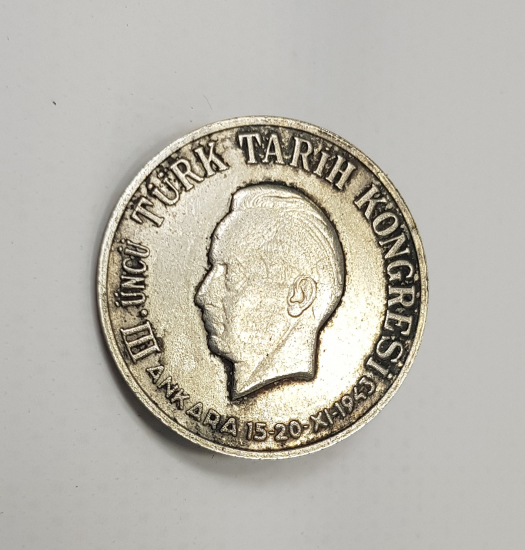 III. ÜNCÜ TÜRK TARİH KONGRESİ
ANKARA 15-20-XI-1943